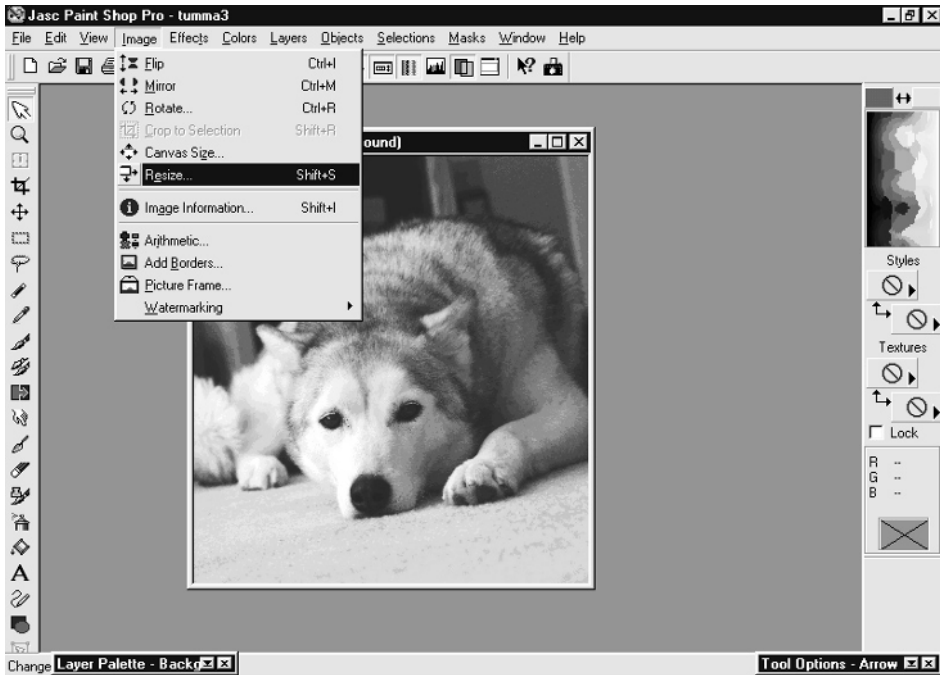 Jasc Paint Shop Pro - tumma3
File Edit View Image Effects Colors Layers Objects Selections Masks Window Help
Flip Ctrl+I
Mirror Ctrl+M
Rotate... Ctrl+R
Crop to Selection Shift+R
Canvas Size...
Resize... Shift+S
Image Information... Shift+I
Arithmetic...
Add Borders...
Picture Frame...
Watermarking
ound)
Styles
Textures
Lock
R --
G --
B --
Change
Layer Palette - Backg
Tool Options - Arrow